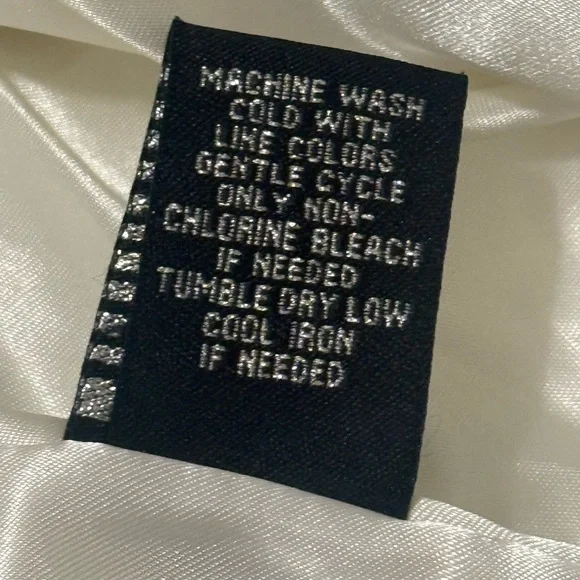 MACHINE WASH
COLD WITH
LIKE COLORS
GENTLE CYCLE
ONLY NON-
CHLORINE BLEACH
IF NEEDED
TUMBLE DRY LOW
COOL IRON
IF NEEDED